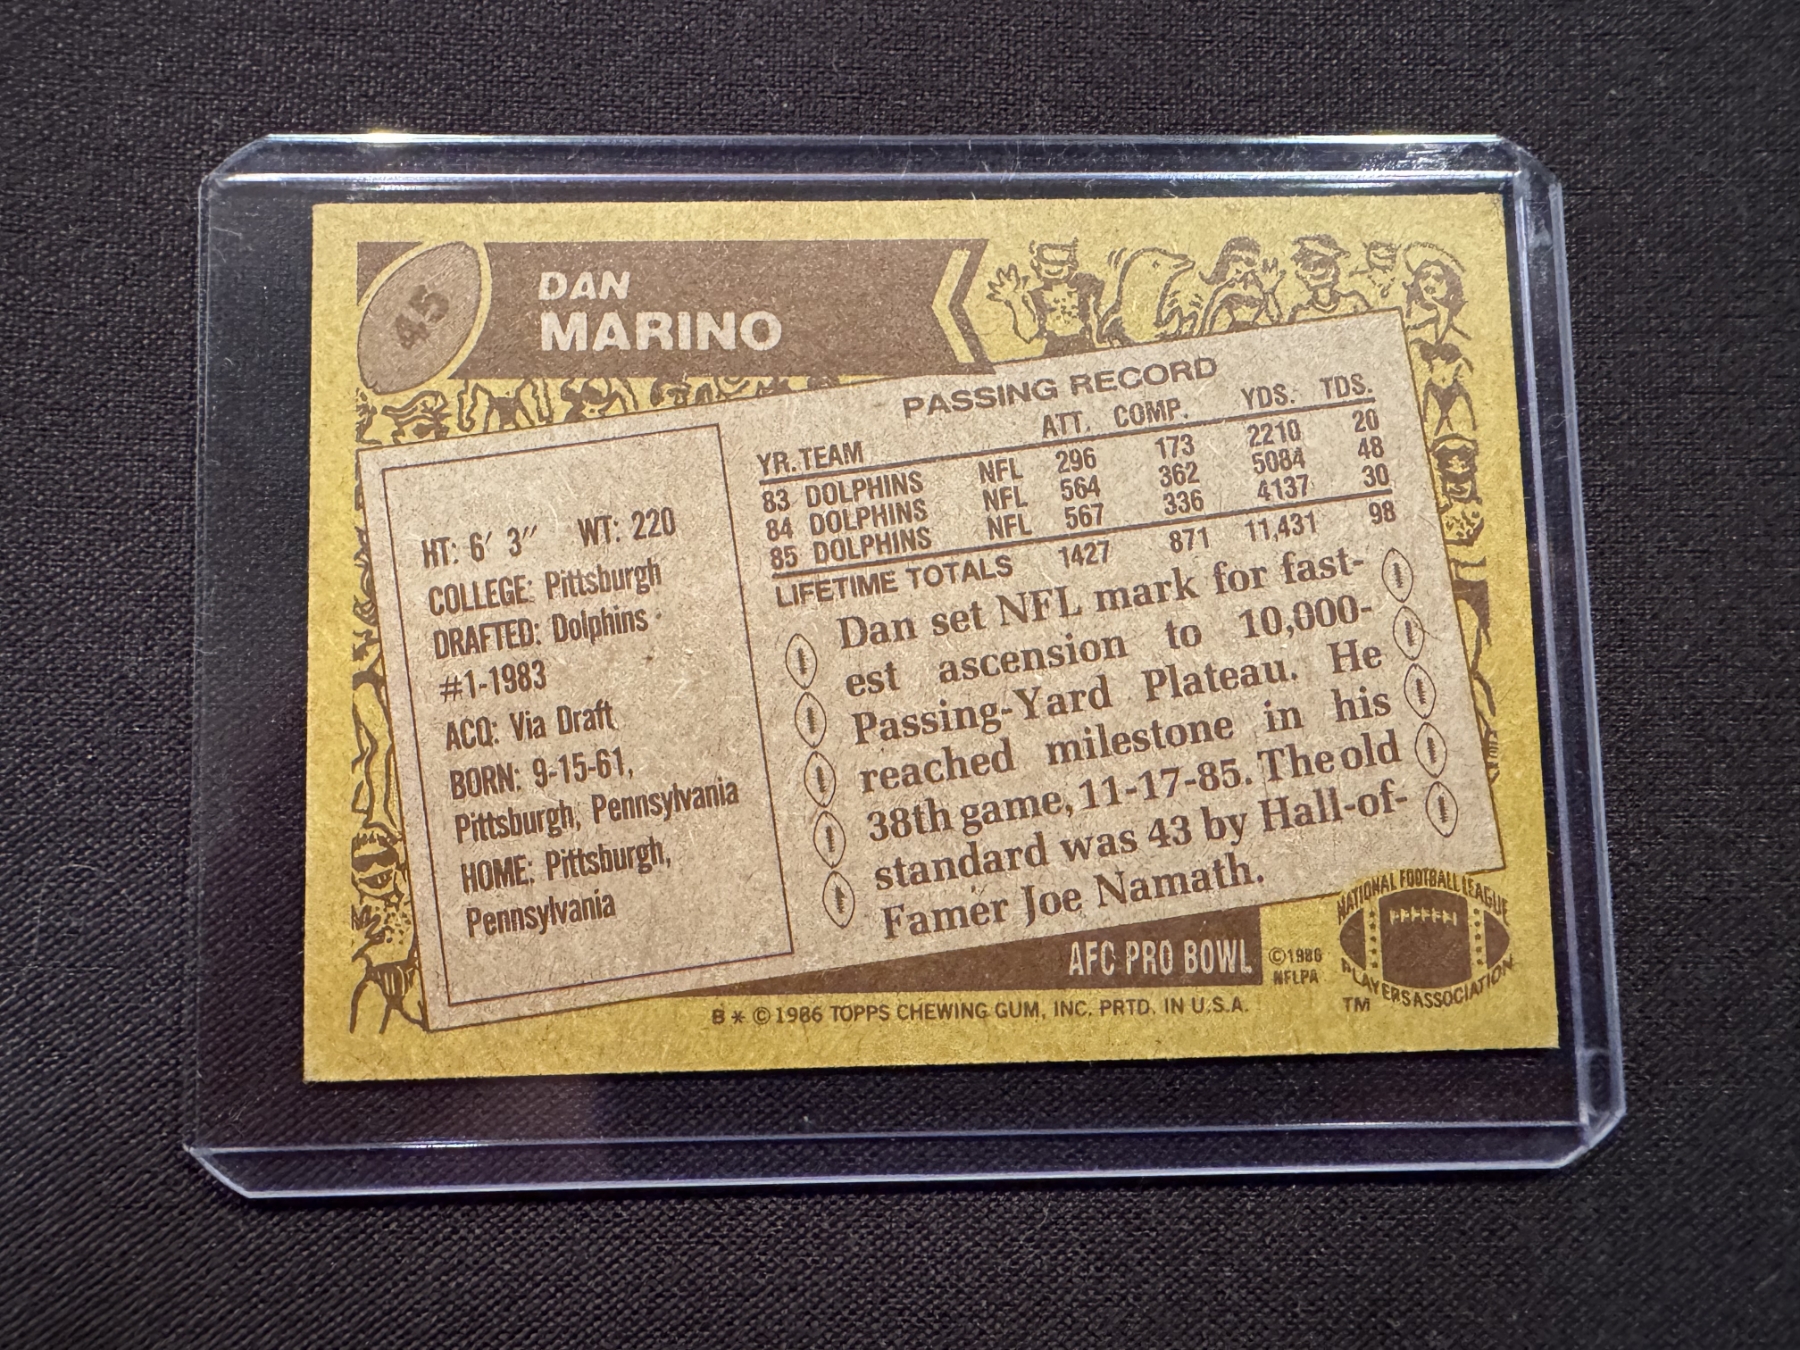 45
DAN
MARINO
PASSING RECORD
YR. TEAM ATT. COMP. YDS. TDS.
83 DOLPHINS NFL 296 173 2210 20
84 DOLPHINS NFL 564 362 5084 48
85 DOLPHINS NFL 567 336 4137 30
LIFETIME TOTALS 1427 871 11,431 98
HT: 6' 3" WT: 220
COLLEGE: Pittsburgh
DRAFTED: Dolphins
#1-1983
ACQ: Via Draft
BORN: 9-15-61,
Pittsburgh, Pennsylvania
HOME: Pittsburgh,
Pennsylvania
Dan set NFL mark for fast-
est ascension to 10,000-
Passing-Yard Plateau. He
reached milestone in his
38th game, 11-17-85. The old
standard was 43 by Hall-of-
Famer Joe Namath.
AFC PRO BOWL
©1986
NFLPA
NATIONAL FOOTBALL LEAGUE
PLAYERS ASSOCIATION
TM
B * © 1986 TOPPS CHEWING GUM, INC. PRTD. IN U.S.A.